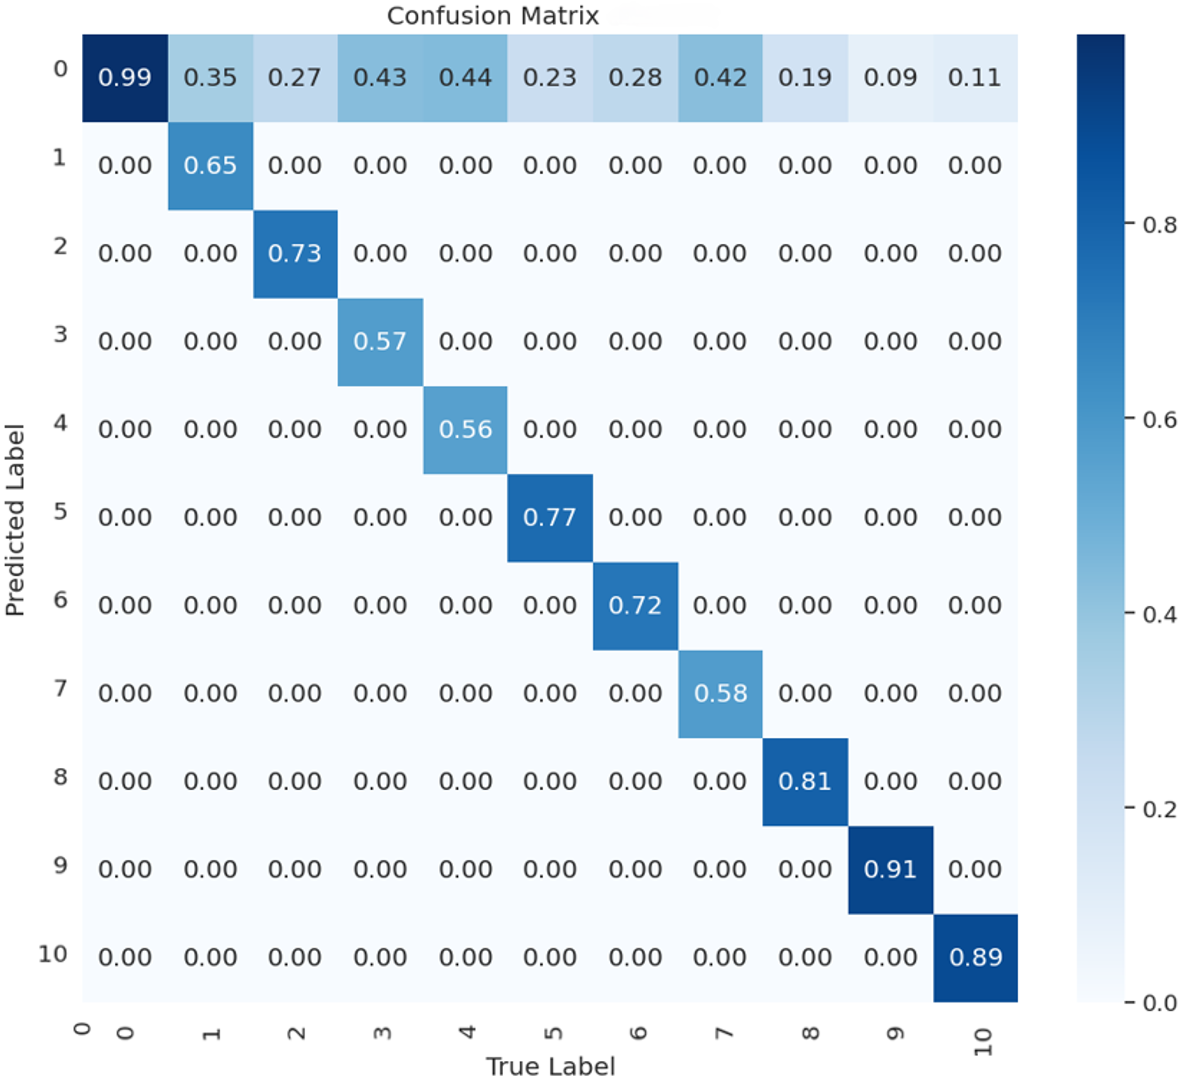 Confusion Matrix
0 0.99 0.35 0.27 0.43 0.44 0.23 0.28 0.42 0.19 0.09 0.11
1 0.00 0.65 0.00 0.00 0.00 0.00 0.00 0.00 0.00 0.00 0.00
2 0.00 0.00 0.73 0.00 0.00 0.00 0.00 0.00 0.00 0.00 0.00
3 0.00 0.00 0.00 0.57 0.00 0.00 0.00 0.00 0.00 0.00 0.00
4 0.00 0.00 0.00 0.00 0.56 0.00 0.00 0.00 0.00 0.00 0.00
5 0.00 0.00 0.00 0.00 0.00 0.77 0.00 0.00 0.00 0.00 0.00
6 0.00 0.00 0.00 0.00 0.00 0.00 0.72 0.00 0.00 0.00 0.00
7 0.00 0.00 0.00 0.00 0.00 0.00 0.00 0.58 0.00 0.00 0.00
8 0.00 0.00 0.00 0.00 0.00 0.00 0.00 0.00 0.81 0.00 0.00
9 0.00 0.00 0.00 0.00 0.00 0.00 0.00 0.00 0.00 0.91 0.00
10 0.00 0.00 0.00 0.00 0.00 0.00 0.00 0.00 0.00 0.00 0.89
0 0 1 2 3 4 5 6 7 8 9 10
True Label
Predicted Label
0.8
0.6
0.4
0.2
0.0